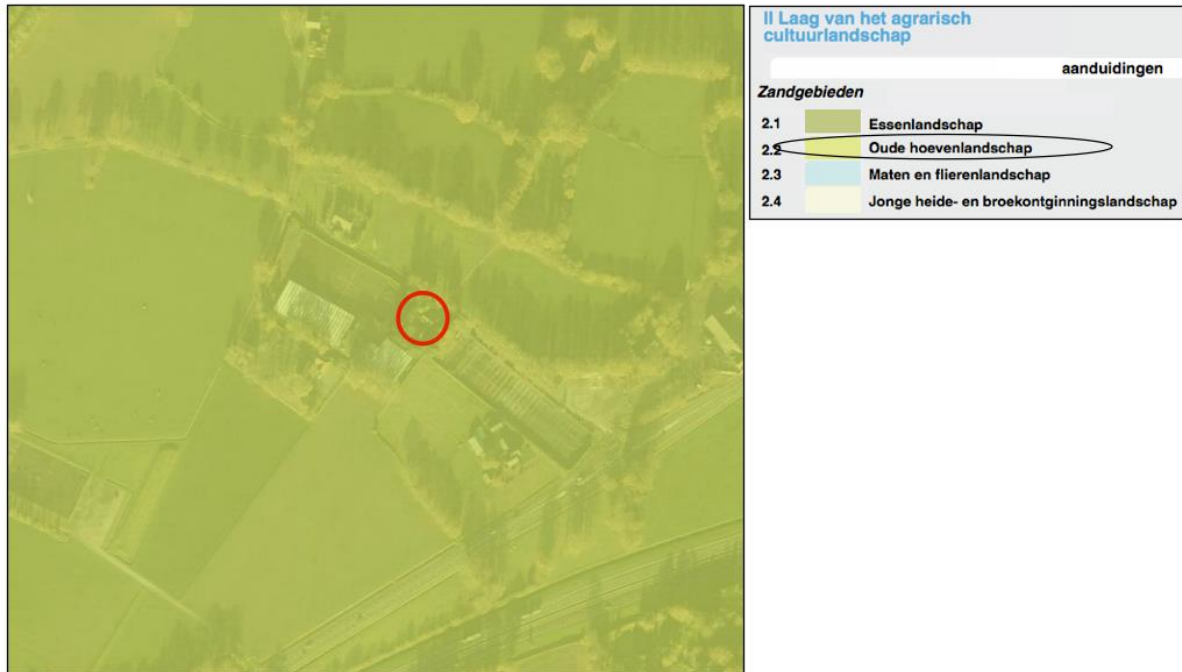 II Laag van het agrarisch
cultuurlandschap
aanduidingen
Zandgebieden
2.1 Essenlandschap
2.2 Oude hoevenlandschap
2.3 Maten en flierenlandschap
2.4 Jonge heide- en broekontginningslandschap